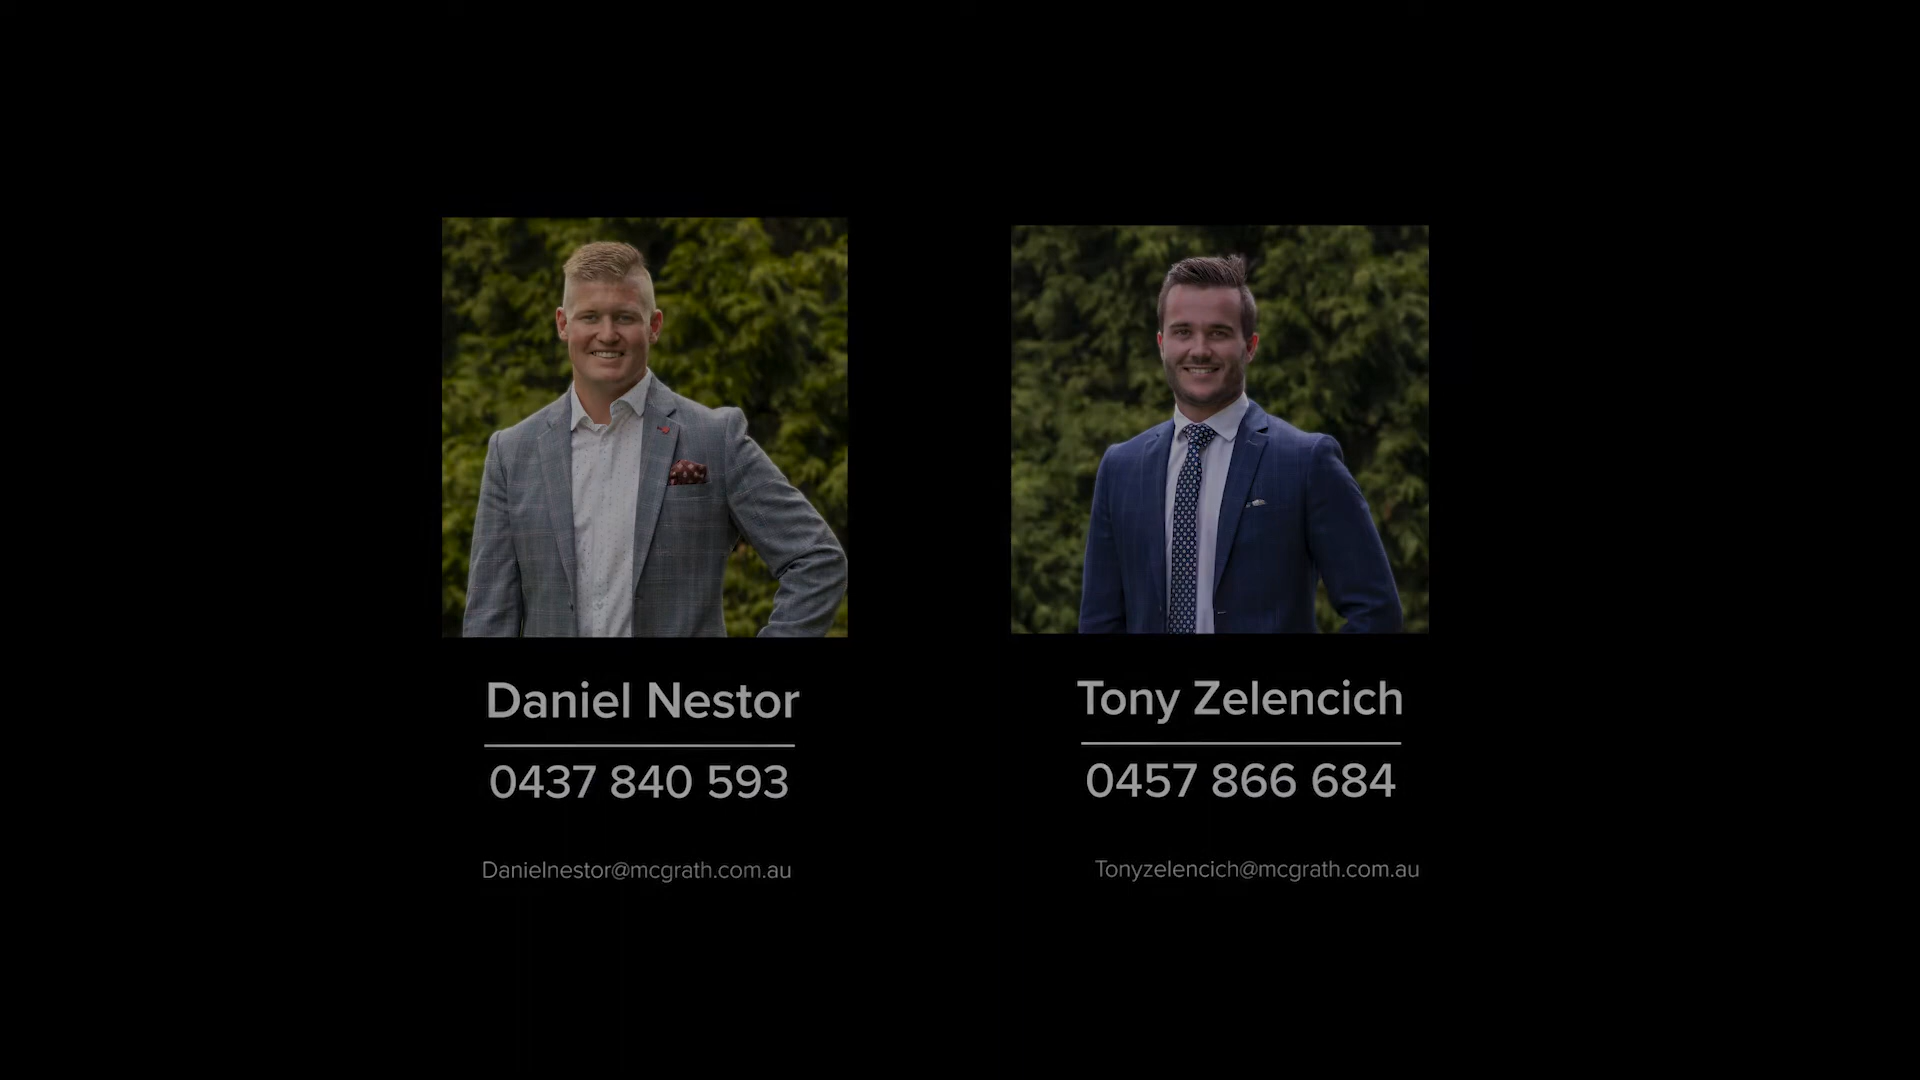 Daniel Nestor
0437 840 593
Danielnestor@mcgrath.com.au
Tony Zelencich
0457 866 684
Tonyzelencich@mcgrath.com.au